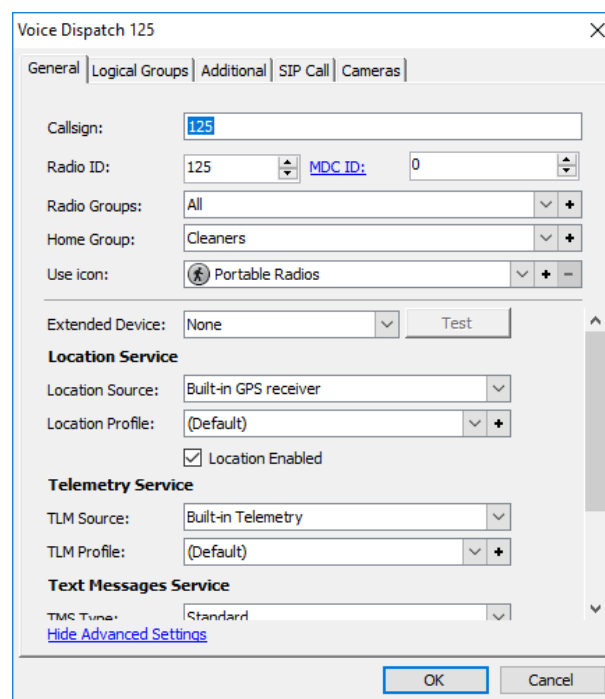 Voice Dispatch 125
General Logical Groups Additional SIP Call Cameras
Callsign: 125
Radio ID: 125 MDC ID: 0
Radio Groups: All
Home Group: Cleaners
Use icon: Portable Radios
Extended Device: None Test
Location Service
Location Source: Built-in GPS receiver
Location Profile: (Default)
Location Enabled
Telemetry Service
TLM Source: Built-in Telemetry
TLM Profile: (Default)
Text Messages Service
TMS Type: Standard
Hide Advanced Settings
OK Cancel